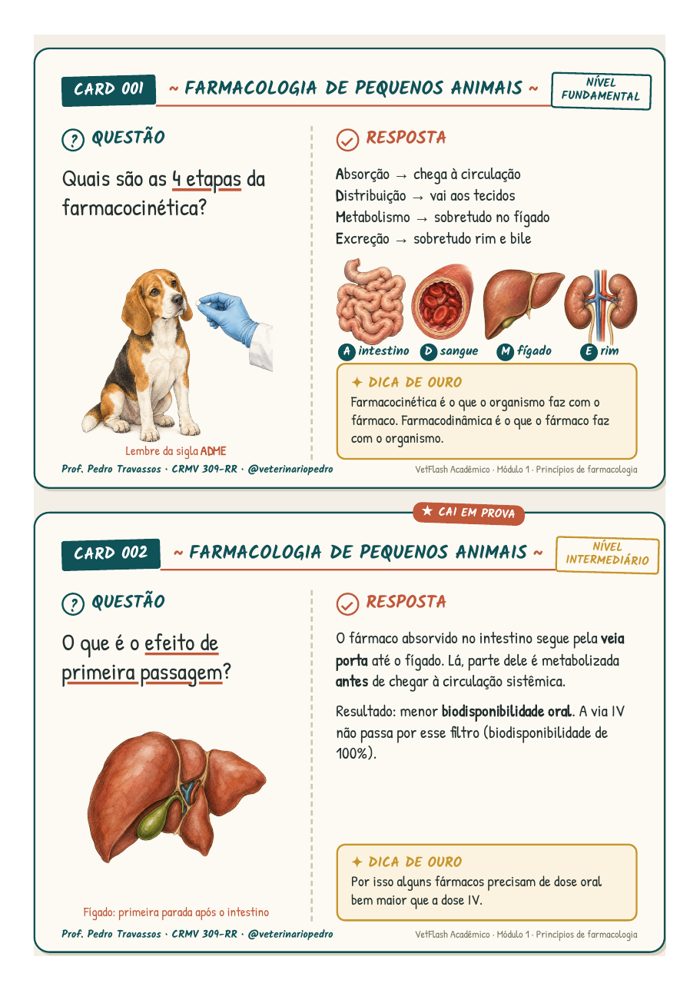 CARD 001
~ FARMACOLOGIA DE PEQUENOS ANIMAIS ~
NÍVEL
FUNDAMENTAL
? QUESTÃO
Quais são as 4 etapas da
farmacocinética?
Lembre da sigla ADME
RESPOSTA
Absorção → chega à circulação
Distribuição → vai aos tecidos
Metabolismo → sobretudo no fígado
Excreção → sobretudo rim e bile
A intestino D sangue M fígado E rim
DICA DE OURO
Farmacocinética é o que o organismo faz com o
fármaco. Farmacodinâmica é o que o fármaco faz
com o organismo.
Prof. Pedro Travassos · CRMV 309-RR · @veterinariopedro
VetFlash Acadêmico · Módulo 1 · Princípios de farmacologia
★ CAI EM PROVA
CARD 002
~ FARMACOLOGIA DE PEQUENOS ANIMAIS ~
NÍVEL
INTERMEDIÁRIO
? QUESTÃO
O que é o efeito de
primeira passagem?
Fígado: primeira parada após o intestino
RESPOSTA
O fármaco absorvido no intestino segue pela veia
porta até o fígado. Lá, parte dele é metabolizada
antes de chegar à circulação sistêmica.
Resultado: menor biodisponibilidade oral. A via IV
não passa por esse filtro (biodisponibilidade de
100%).
DICA DE OURO
Por isso alguns fármacos precisam de dose oral
bem maior que a dose IV.
Prof. Pedro Travassos · CRMV 309-RR · @veterinariopedro
VetFlash Acadêmico · Módulo 1 · Princípios de farmacologia